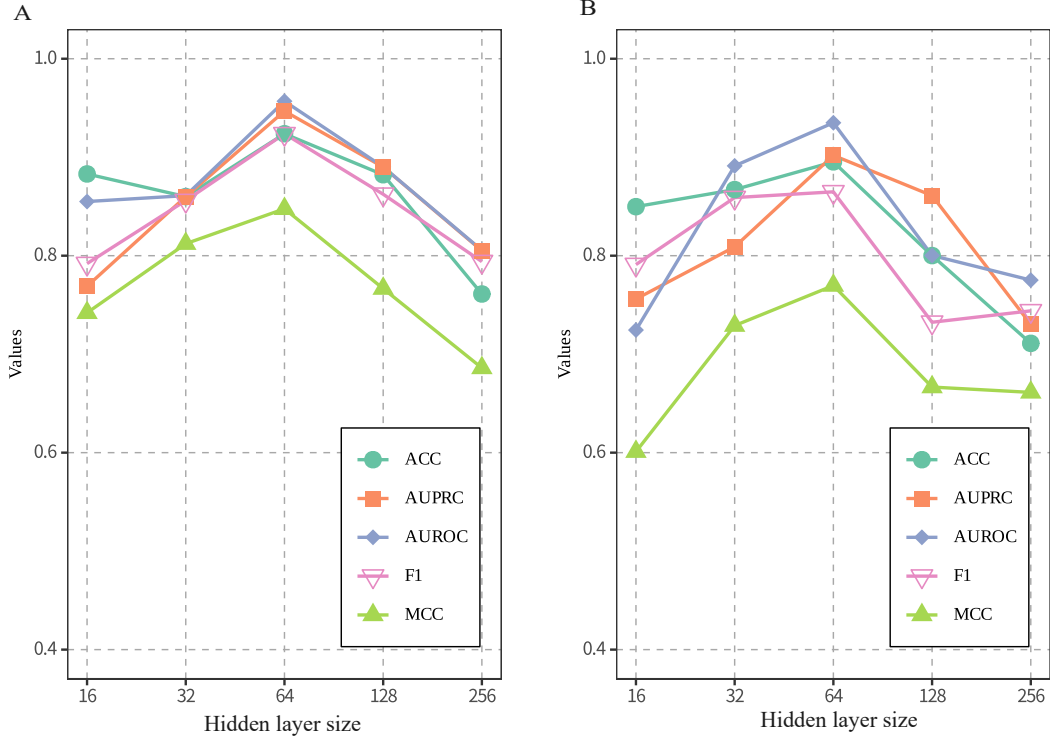 A
1.0
0.8
0.6
0.4
Values
16 32 64 128 256
Hidden layer size
ACC
AUPRC
AUROC
F1
MCC
B
1.0
0.8
0.6
0.4
Values
16 32 64 128 256
Hidden layer size
ACC
AUPRC
AUROC
F1
MCC